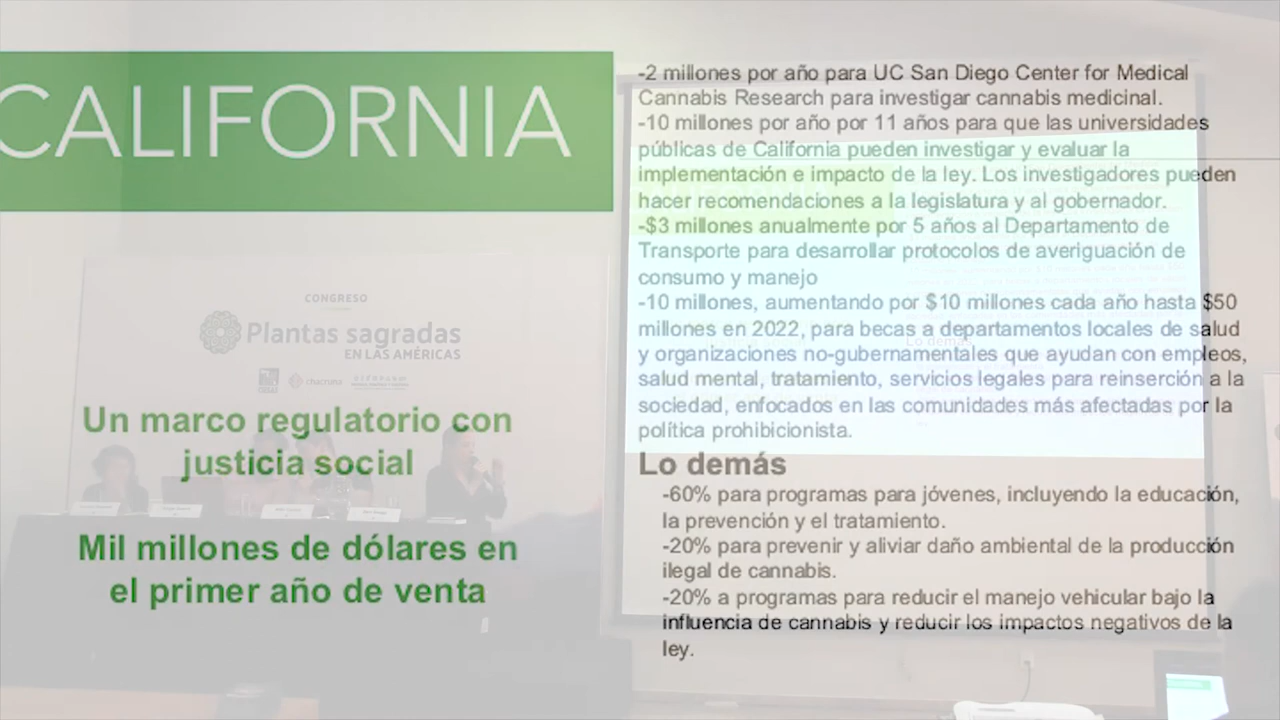 CALIFORNIA
CONGRESO
Plantas sagradas
EN LAS AMÉRICAS
chacruna
Un marco regulatorio con
justicia social
Mil millones de dólares en
el primer año de venta
-2 millones por año para UC San Diego Center for Medical
Cannabis Research para investigar cannabis medicinal.
-10 millones por año por 11 años para que las universidades
públicas de California pueden investigar y evaluar la
implementación e impacto de la ley. Los investigadores pueden
hacer recomendaciones a la legislatura y al gobernador.
-$3 millones anualmente por 5 años al Departamento de
Transporte para desarrollar protocolos de averiguación de
consumo y manejo
-10 millones, aumentando por $10 millones cada año hasta $50
millones en 2022, para becas a departamentos locales de salud
y organizaciones no-gubernamentales que ayudan con empleos,
salud mental, tratamiento, servicios legales para reinserción a la
sociedad, enfocados en las comunidades más afectadas por la
política prohibicionista.
Lo demás
-60% para programas para jóvenes, incluyendo la educación,
la prevención y el tratamiento.
-20% para prevenir y aliviar daño ambiental de la producción
ilegal de cannabis.
-20% a programas para reducir el manejo vehicular bajo la
influencia de cannabis y reducir los impactos negativos de la
ley.